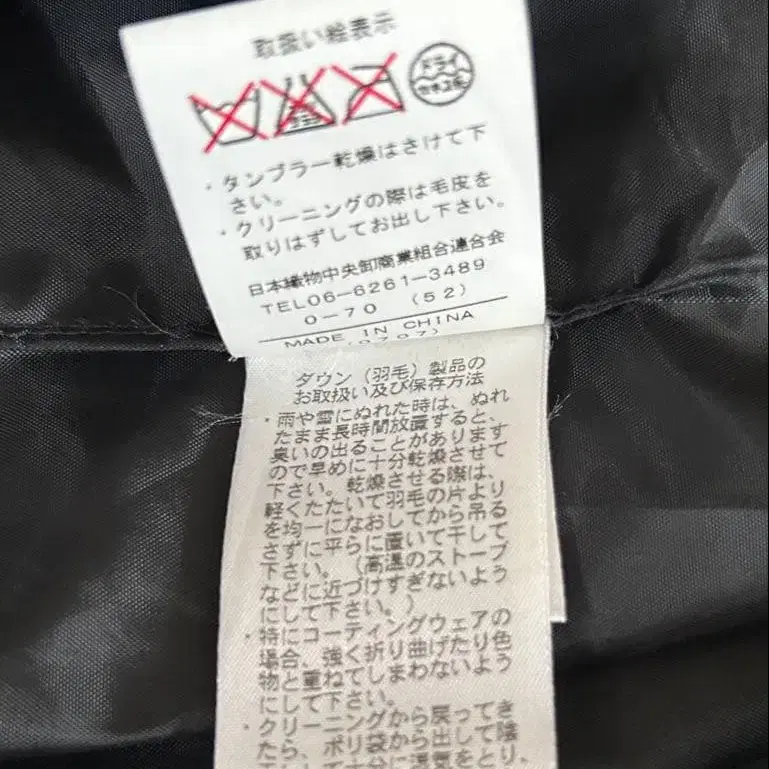 取扱い絵表示
ドライ
セキユ系
・タンブラー乾燥はさけて下
さい。
・クリーニングの際は毛皮を
取りはずしてお出し下さい。
日本織物中央卸商業組合連合会
TEL06-6261-3489
0-70 (52)
MADE IN CHINA
(0707)
ダウン(羽毛)製品の
お取扱い及び保存方法
・雨や雪にぬれた時は、ぬれ
たまま長時間放置すると、
臭いの出ることがあります
ので早めに十分乾燥させて
下さい。乾燥させる際は、
軽くたたいて羽毛の片より
を均一になおしてから吊る
さずに平らに置いて干して
下さい。(高温のストーブ
などに近づけすぎないよう
にして下さい。)
・特にコーティングウェアの
場合、強く折り曲げたり色
物と重ねてしまわないよう
にして下さい。
・クリーニングから戻ってき
たら、ポリ袋から出して陰
干しして十分に湿気をとり、